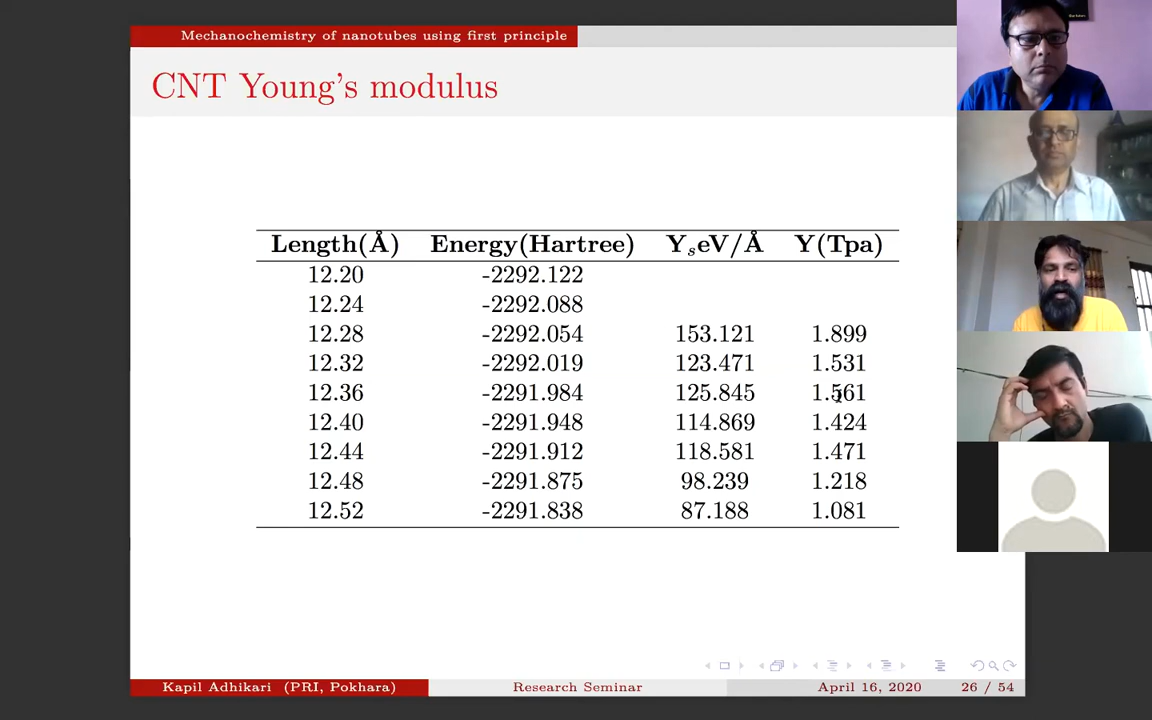 Mechanochemistry of nanotubes using first principle
CNT Young's modulus
Length(Å) Energy(Hartree) YseV/Å Y(Tpa)
12.20 -2292.122
12.24 -2292.088
12.28 -2292.054 153.121 1.899
12.32 -2292.019 123.471 1.531
12.36 -2291.984 125.845 1.561
12.40 -2291.948 114.869 1.424
12.44 -2291.912 118.581 1.471
12.48 -2291.875 98.239 1.218
12.52 -2291.838 87.188 1.081
Kapil Adhikari (PRI, Pokhara) Research Seminar April 16, 2020 26 / 54